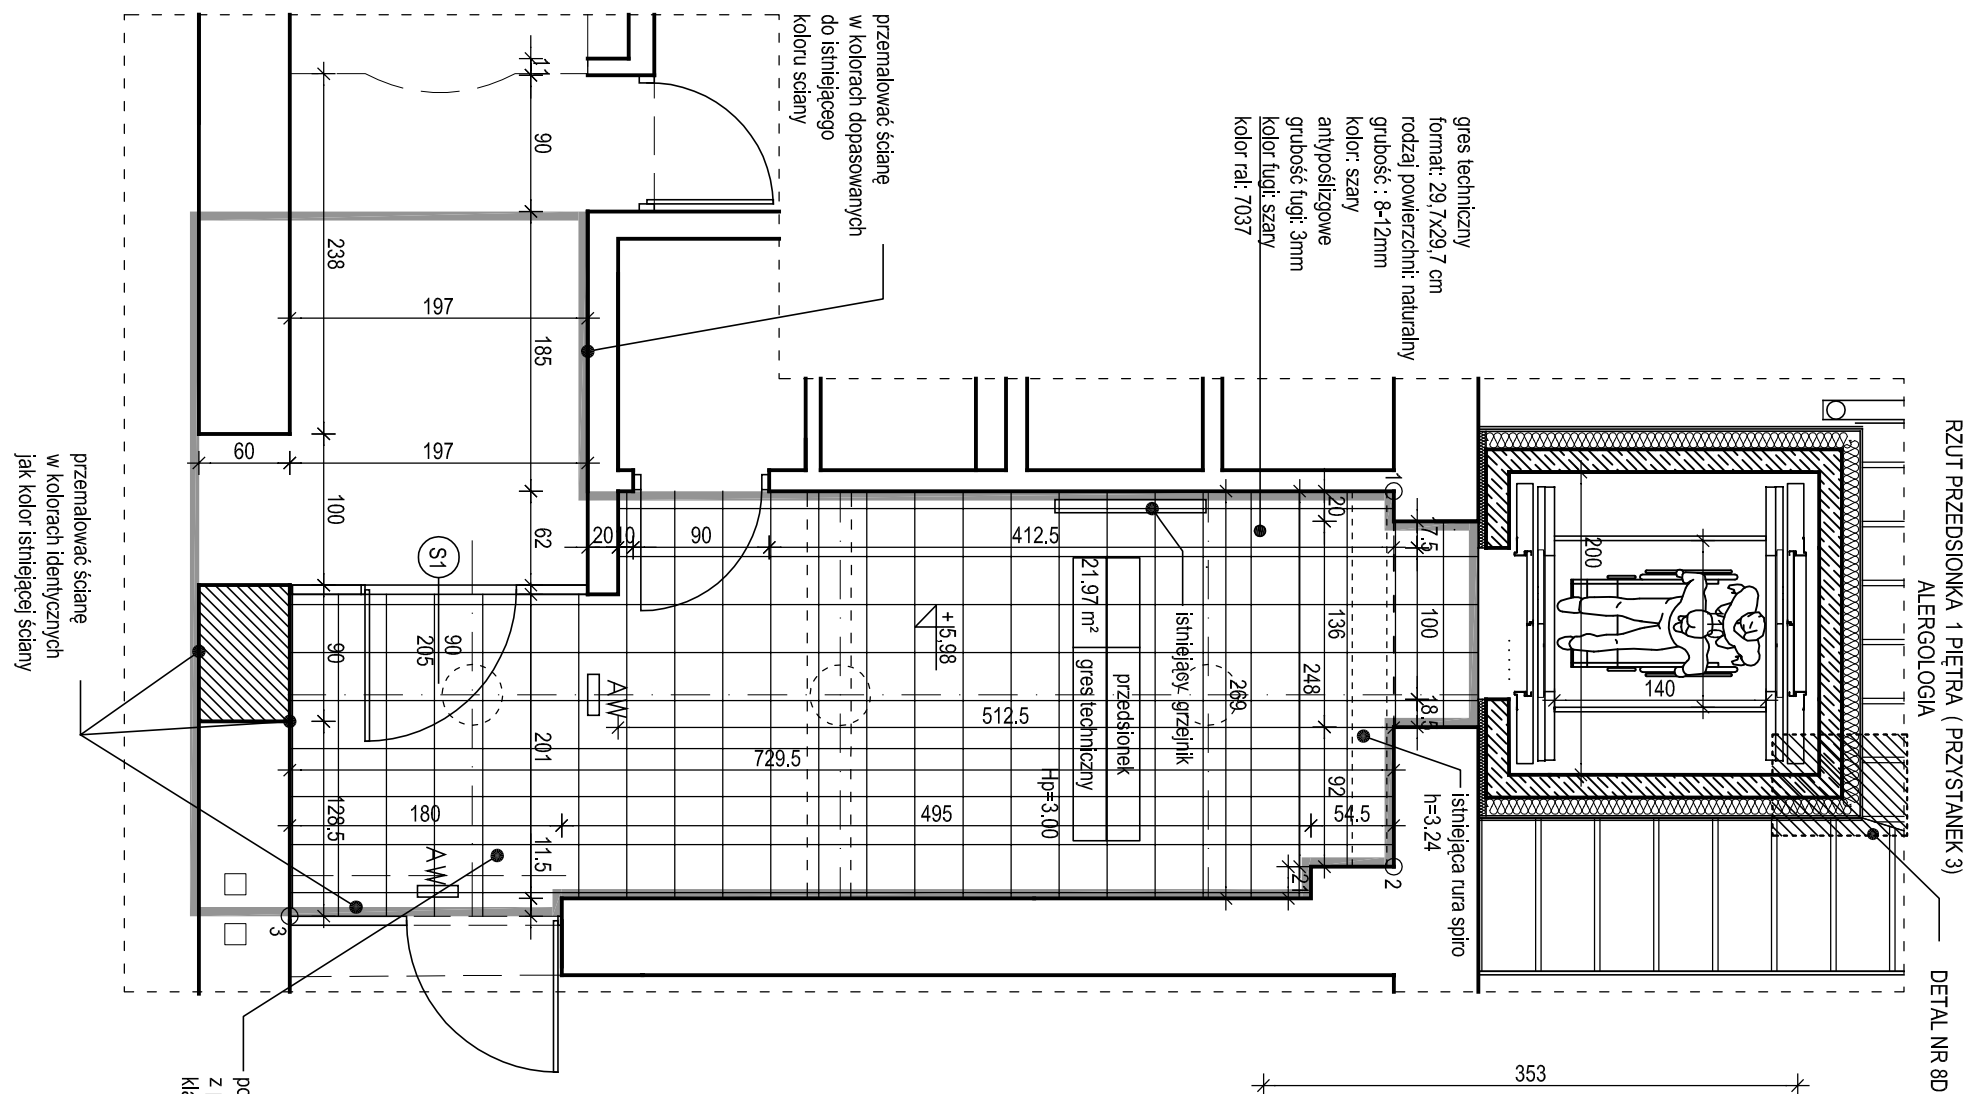 RZUT PRZEDSIONKA 1 PIĘTRA ( PRZYSTANEK 3)
ALERGOLOGIA
DETAL NR 8D
gres techniczny
format: 29,7x29,7 cm
rodzaj powierzchni: naturalny
grubość : 8-12mm
kolor: szary
antypoślizgowe
grubość fugi: 3mm
kolor fugi: szary
kolor ral: 7037
przemalować ścianę
w kolorach dopasowanych
do istniejącego
koloru sciany
przemalować ścianę
w kolorach identycznych
jak kolor istniejącej ściany
istniejąca rura spiro
h=3.24
istniejący grzejnik
przedsionek
21.97 m²
gres techniczny
Hp=3.00
+5,98
S1
90
205
AW
AW
1
2
3
11
90
238
197
185
60
197
100
62
20
10
90
412.5
20
7.5
136
100
248
269
18.5
200
140
512.5
729.5
92
54.5
495
180
201
90
128.5
11.5
21
353